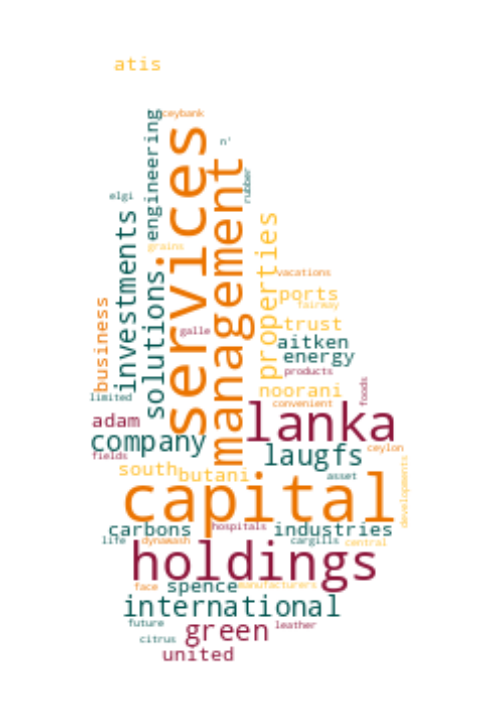 atis
ceybank
engineering
services
n'
management
rubber
elgi
investments
grains
solutions
properties
vacations
ports
fairway
business
galle
trust
aitken
energy
products
limited
noorani
foods
convenient
adam
lanka
company
laugfs
ceylon
fields
south
butani
asset
developments
capital
carbons
hospitals
industries
life
dynawash
cargills
central
holdings
face
spence
manufacturers
international
future
green
leather
citrus
united